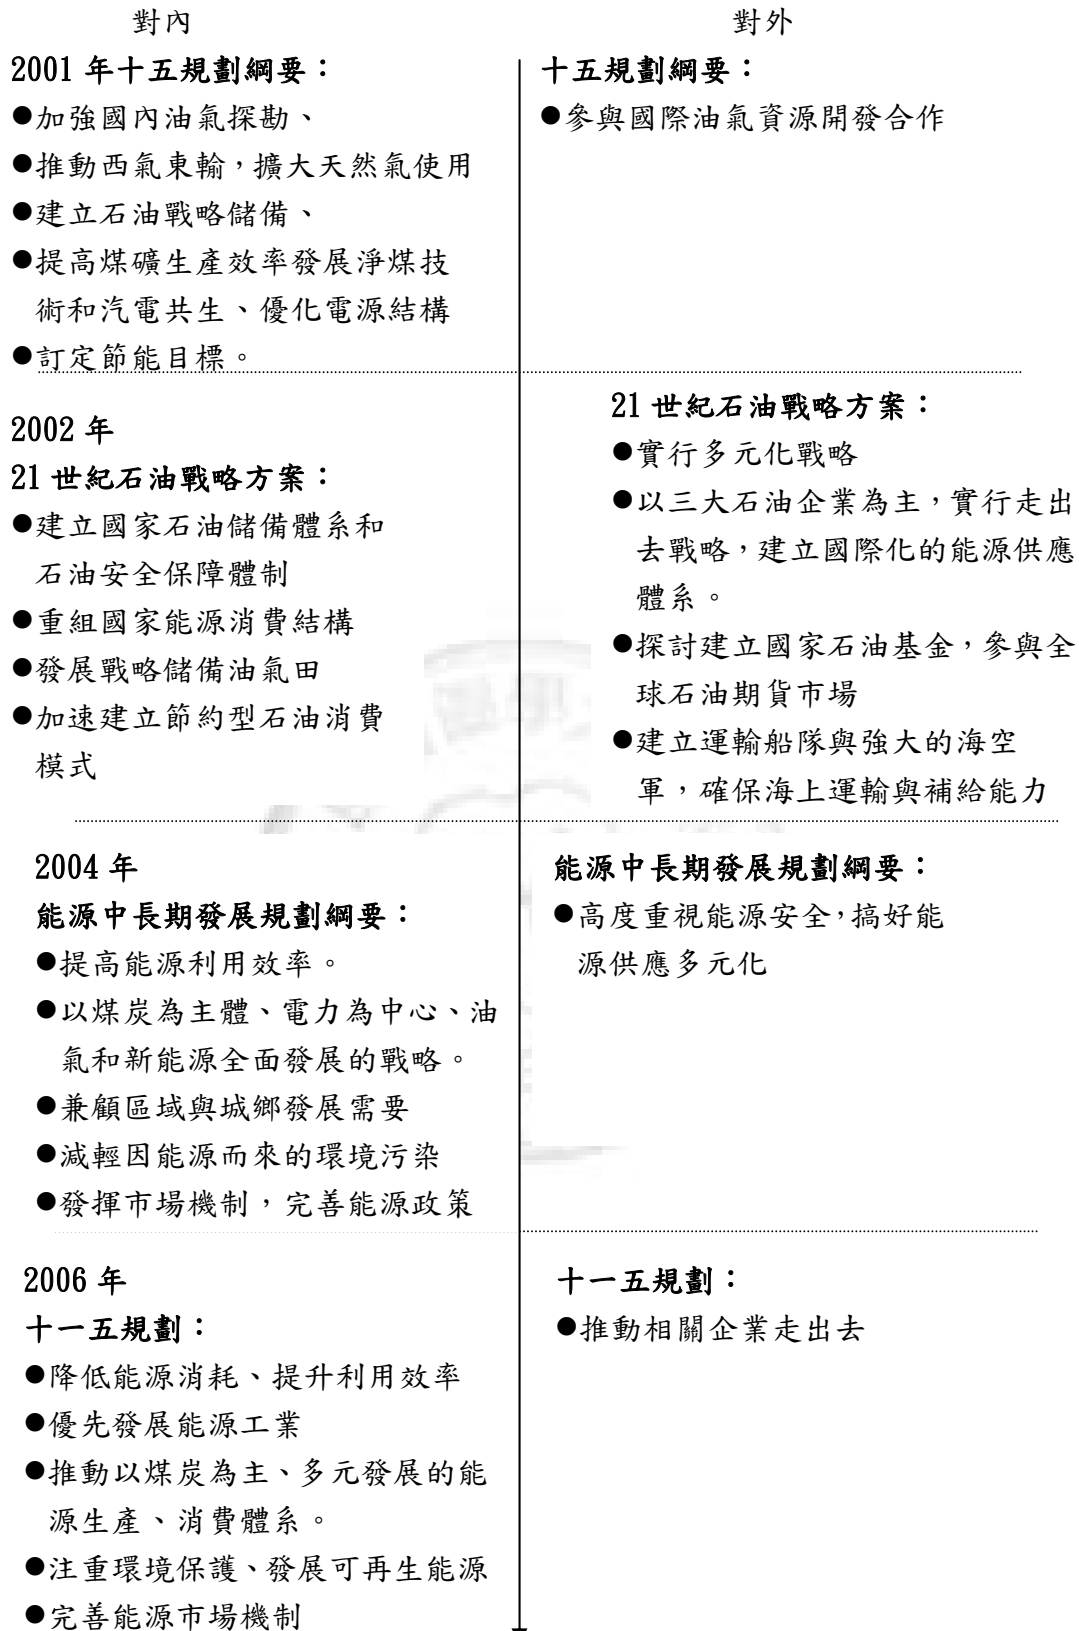 對內
對外
2001 年十五規劃綱要：
●加強國內油氣探勘、
●推動西氣東輸，擴大天然氣使用
●建立石油戰略儲備、
●提高煤礦生產效率發展淨煤技
術和汽電共生、優化電源結構
●訂定節能目標。
十五規劃綱要：
●參與國際油氣資源開發合作
2002 年
21 世紀石油戰略方案：
●建立國家石油儲備體系和
石油安全保障體制
●重組國家能源消費結構
●發展戰略儲備油氣田
●加速建立節約型石油消費
模式
21 世紀石油戰略方案：
●實行多元化戰略
●以三大石油企業為主，實行走出
去戰略，建立國際化的能源供應
體系。
●探討建立國家石油基金，參與全
球石油期貨市場
●建立運輸船隊與強大的海空
軍，確保海上運輸與補給能力
2004 年
能源中長期發展規劃綱要：
●提高能源利用效率。
●以煤炭為主體、電力為中心、油
氣和新能源全面發展的戰略。
●兼顧區域與城鄉發展需要
●減輕因能源而來的環境污染
●發揮市場機制，完善能源政策
能源中長期發展規劃綱要：
●高度重視能源安全，搞好能
源供應多元化
2006 年
十一五規劃：
●降低能源消耗、提升利用效率
●優先發展能源工業
●推動以煤炭為主、多元發展的能
源生產、消費體系。
●注重環境保護、發展可再生能源
●完善能源市場機制
十一五規劃：
●推動相關企業走出去